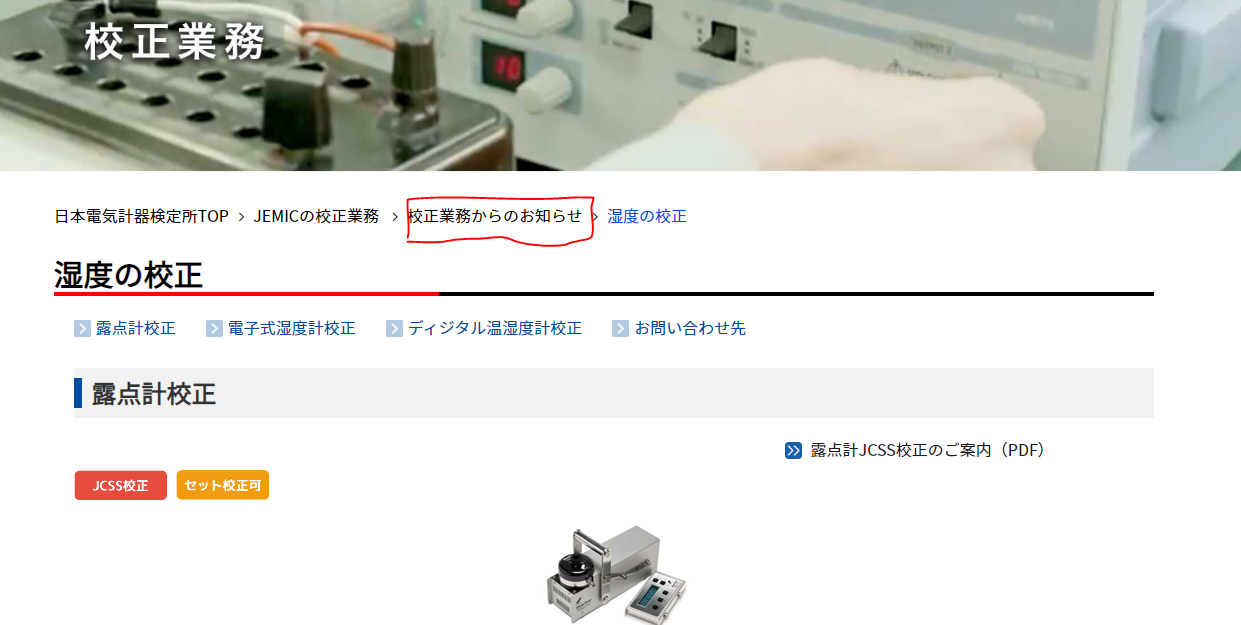 校正業務
10
日本電気計器検定所TOP > JEMICの校正業務 > 校正業務からのお知らせ > 湿度の校正
湿度の校正
露点計校正 電子式湿度計校正 ディジタル温湿度計校正 お問い合わせ先
露点計校正
露点計JCSS校正のご案内（PDF）
JCSS校正 セット校正可